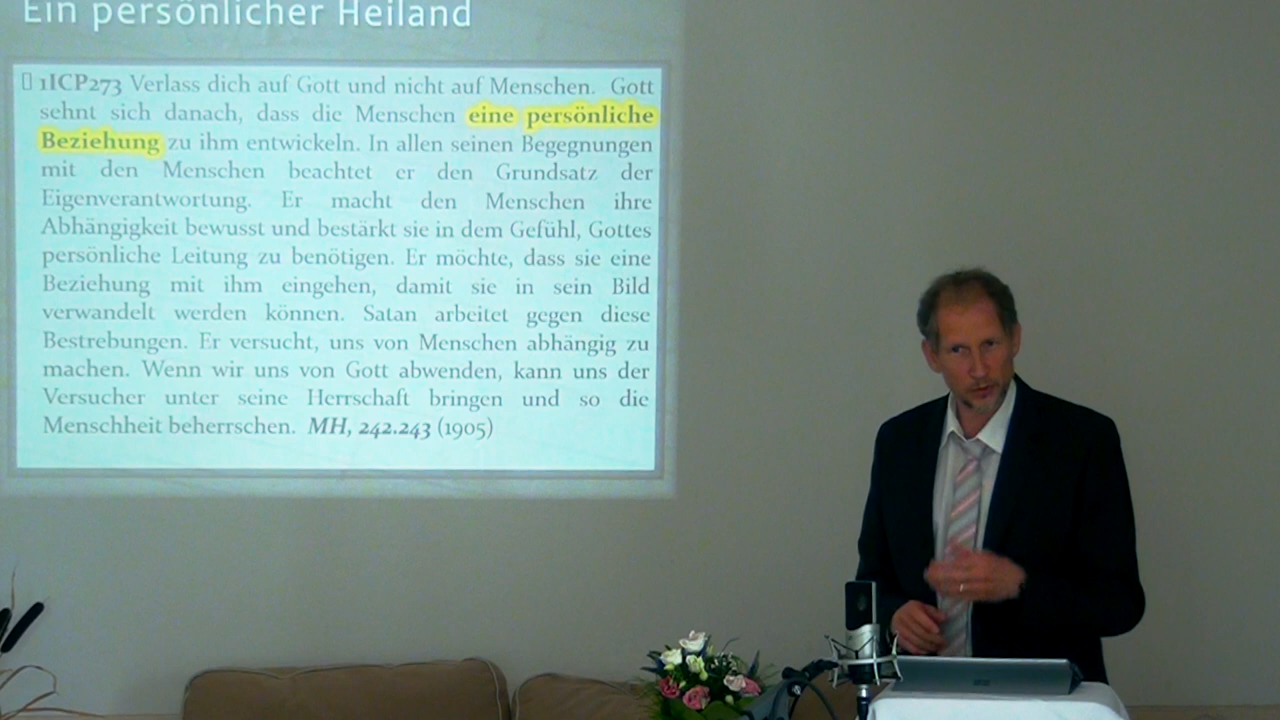 Ein persönlicher Heiland
1ICP273 Verlass dich auf Gott und nicht auf Menschen. Gott
sehnt sich danach, dass die Menschen eine persönliche
Beziehung zu ihm entwickeln. In allen seinen Begegnungen
mit den Menschen beachtet er den Grundsatz der
Eigenverantwortung. Er macht den Menschen ihre
Abhängigkeit bewusst und bestärkt sie in dem Gefühl, Gottes
persönliche Leitung zu benötigen. Er möchte, dass sie eine
Beziehung mit ihm eingehen, damit sie in sein Bild
verwandelt werden können. Satan arbeitet gegen diese
Bestrebungen. Er versucht, uns von Menschen abhängig zu
machen. Wenn wir uns von Gott abwenden, kann uns der
Versucher unter seine Herrschaft bringen und so die
Menschheit beherrschen. MH, 242.243 (1905)